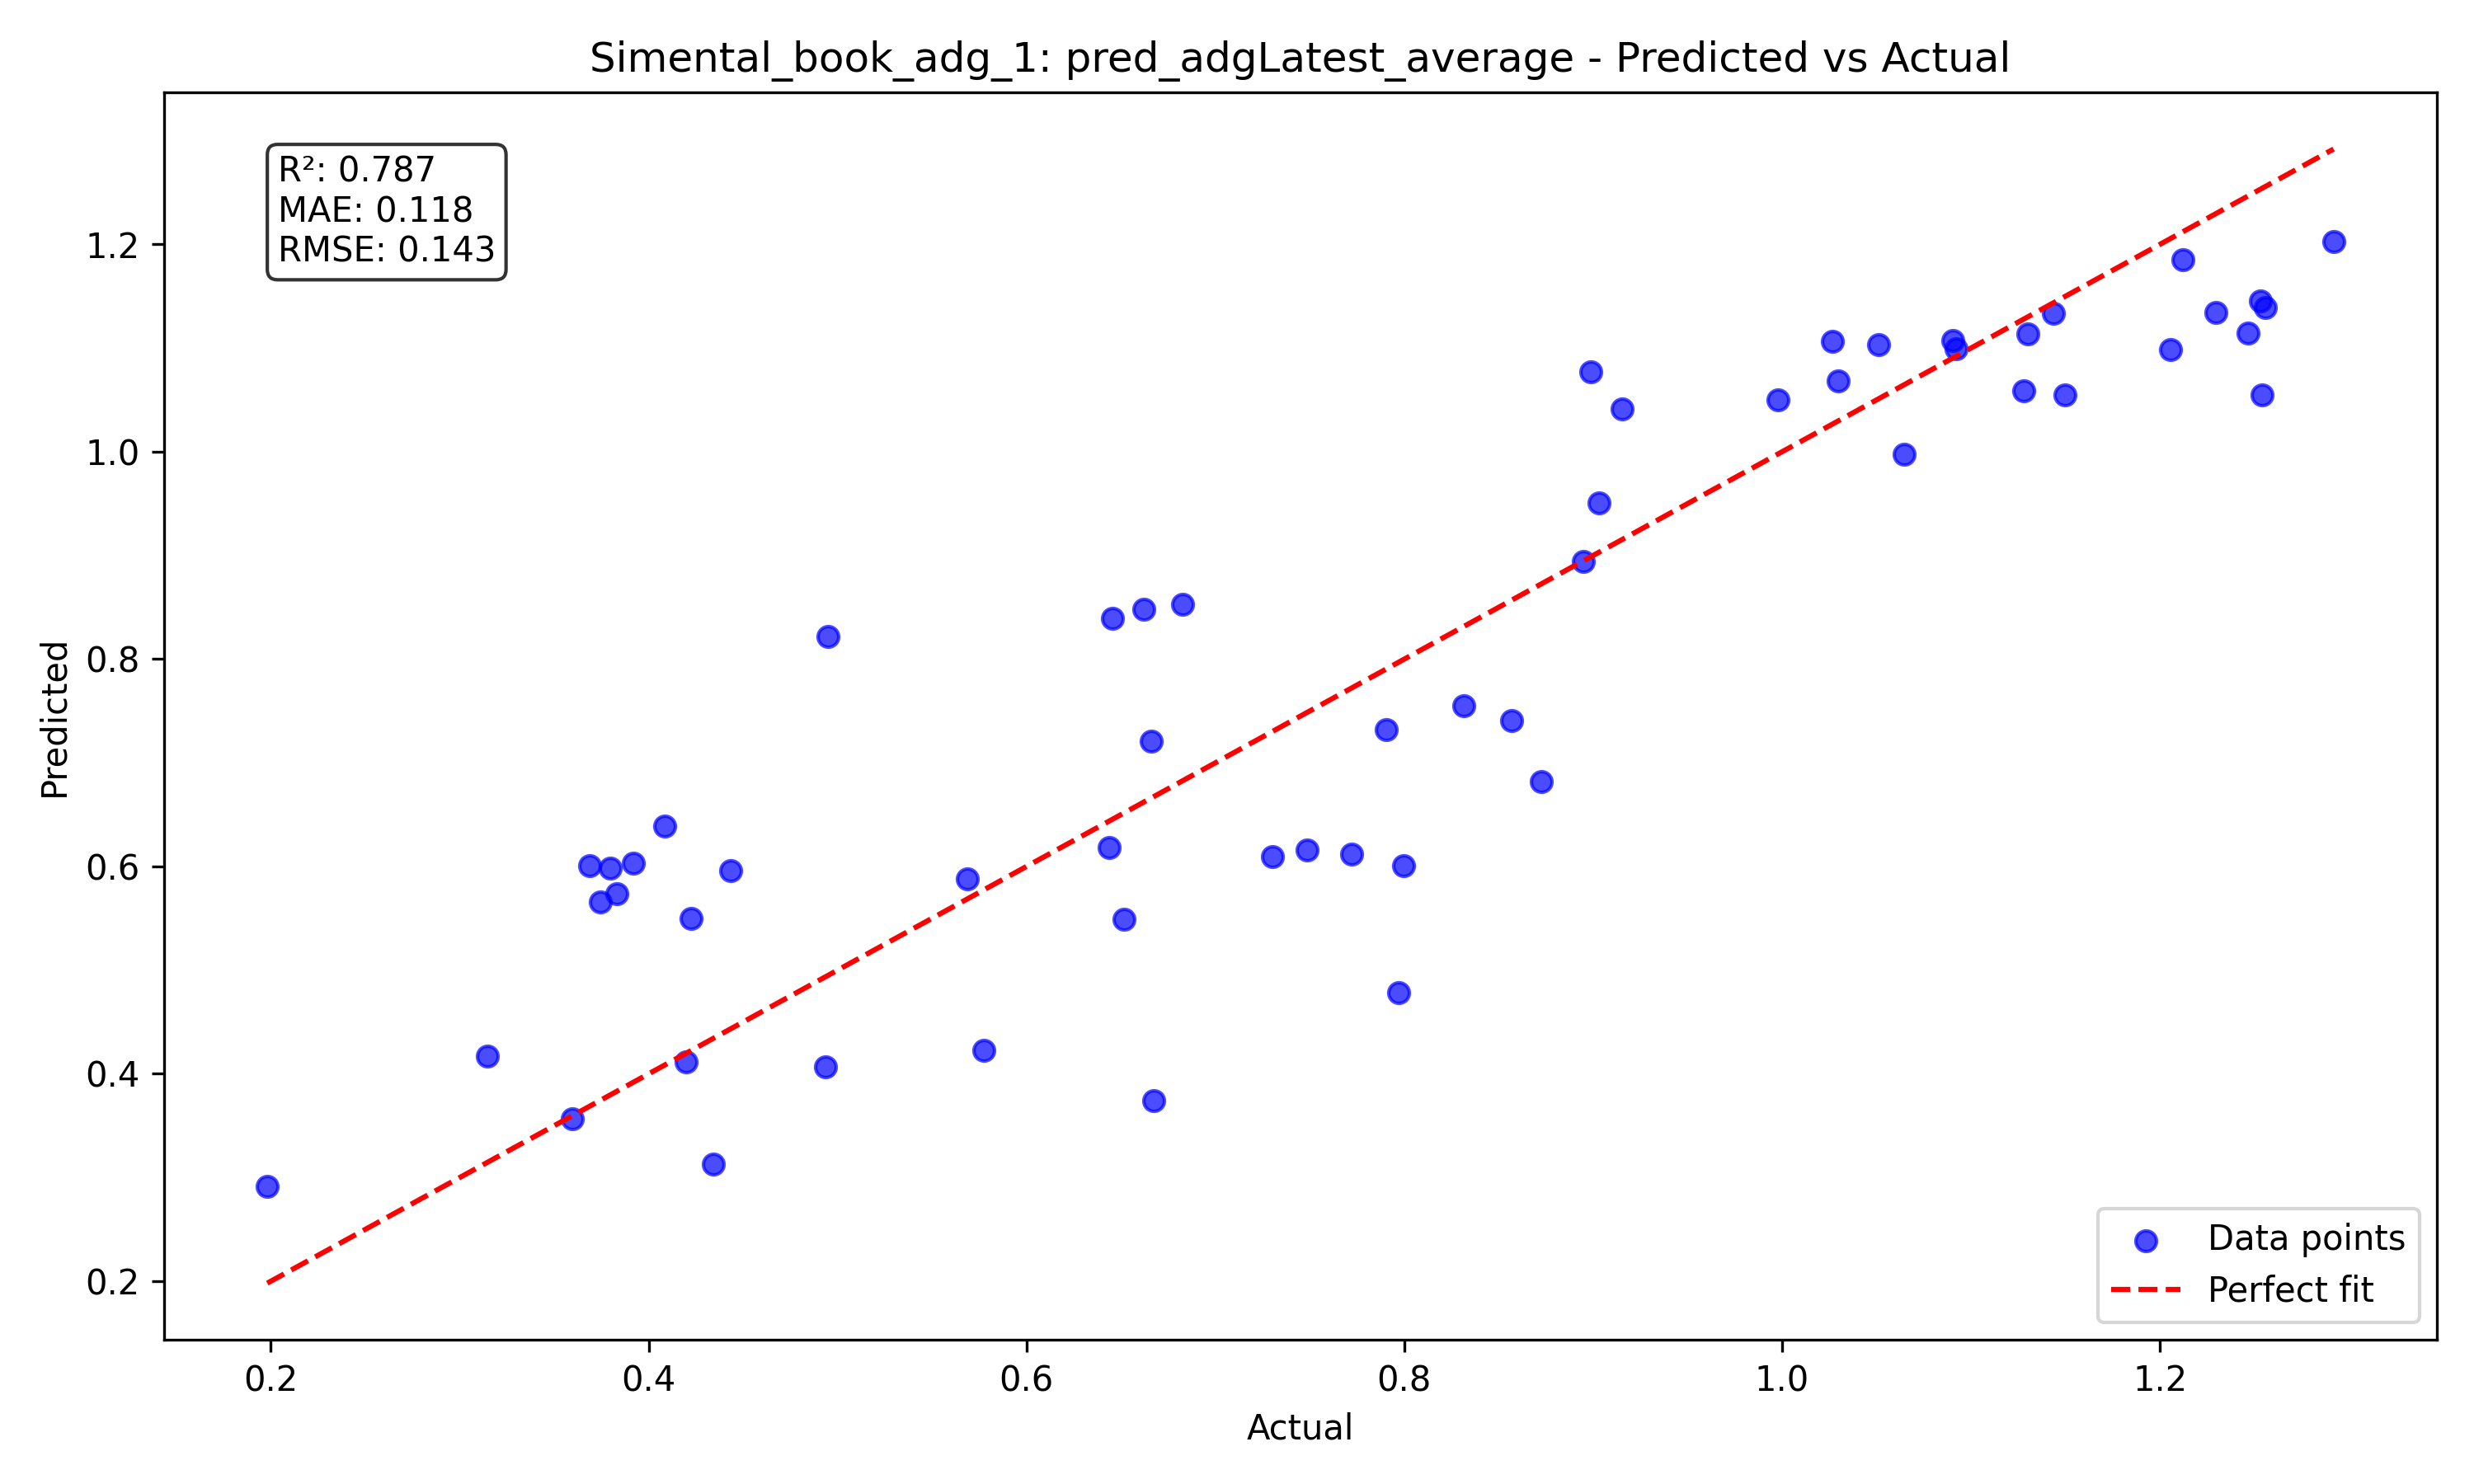 Simental_book_adg_1: pred_adgLatest_average - Predicted vs Actual
R²: 0.787
MAE: 0.118
RMSE: 0.143
Predicted
1.2
1.0
0.8
0.6
0.4
0.2
0.2 0.4 0.6 0.8 1.0 1.2
Actual
Data points
Perfect fit